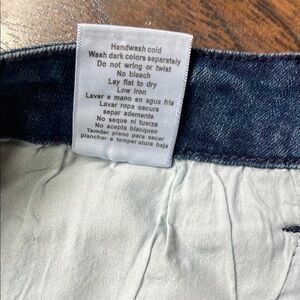 Handwash cold
Wash dark colors separately
Do not wring or twist
No bleach
Lay flat to dry
Low iron
Lavar a mano en agua fria
Lavar ropa oscura
separ ademente
No seque ni tuerza
No acepta blanqueo
Tender plano para secar
planchar a temperatura baja